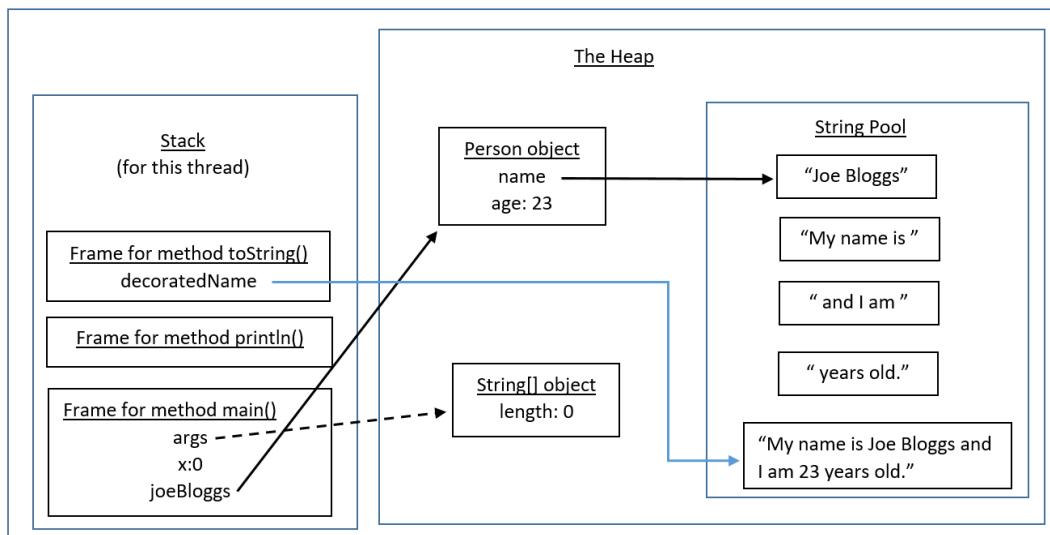 The Heap
Stack
(for this thread)
Frame for method toString()
decoratedName
Frame for method println()
Frame for method main()
args
x:0
joeBloggs
Person object
name
age: 23
String[] object
length: 0
String Pool
“Joe Bloggs”
“My name is ”
“ and I am ”
“ years old.”
“My name is Joe Bloggs and
I am 23 years old.”